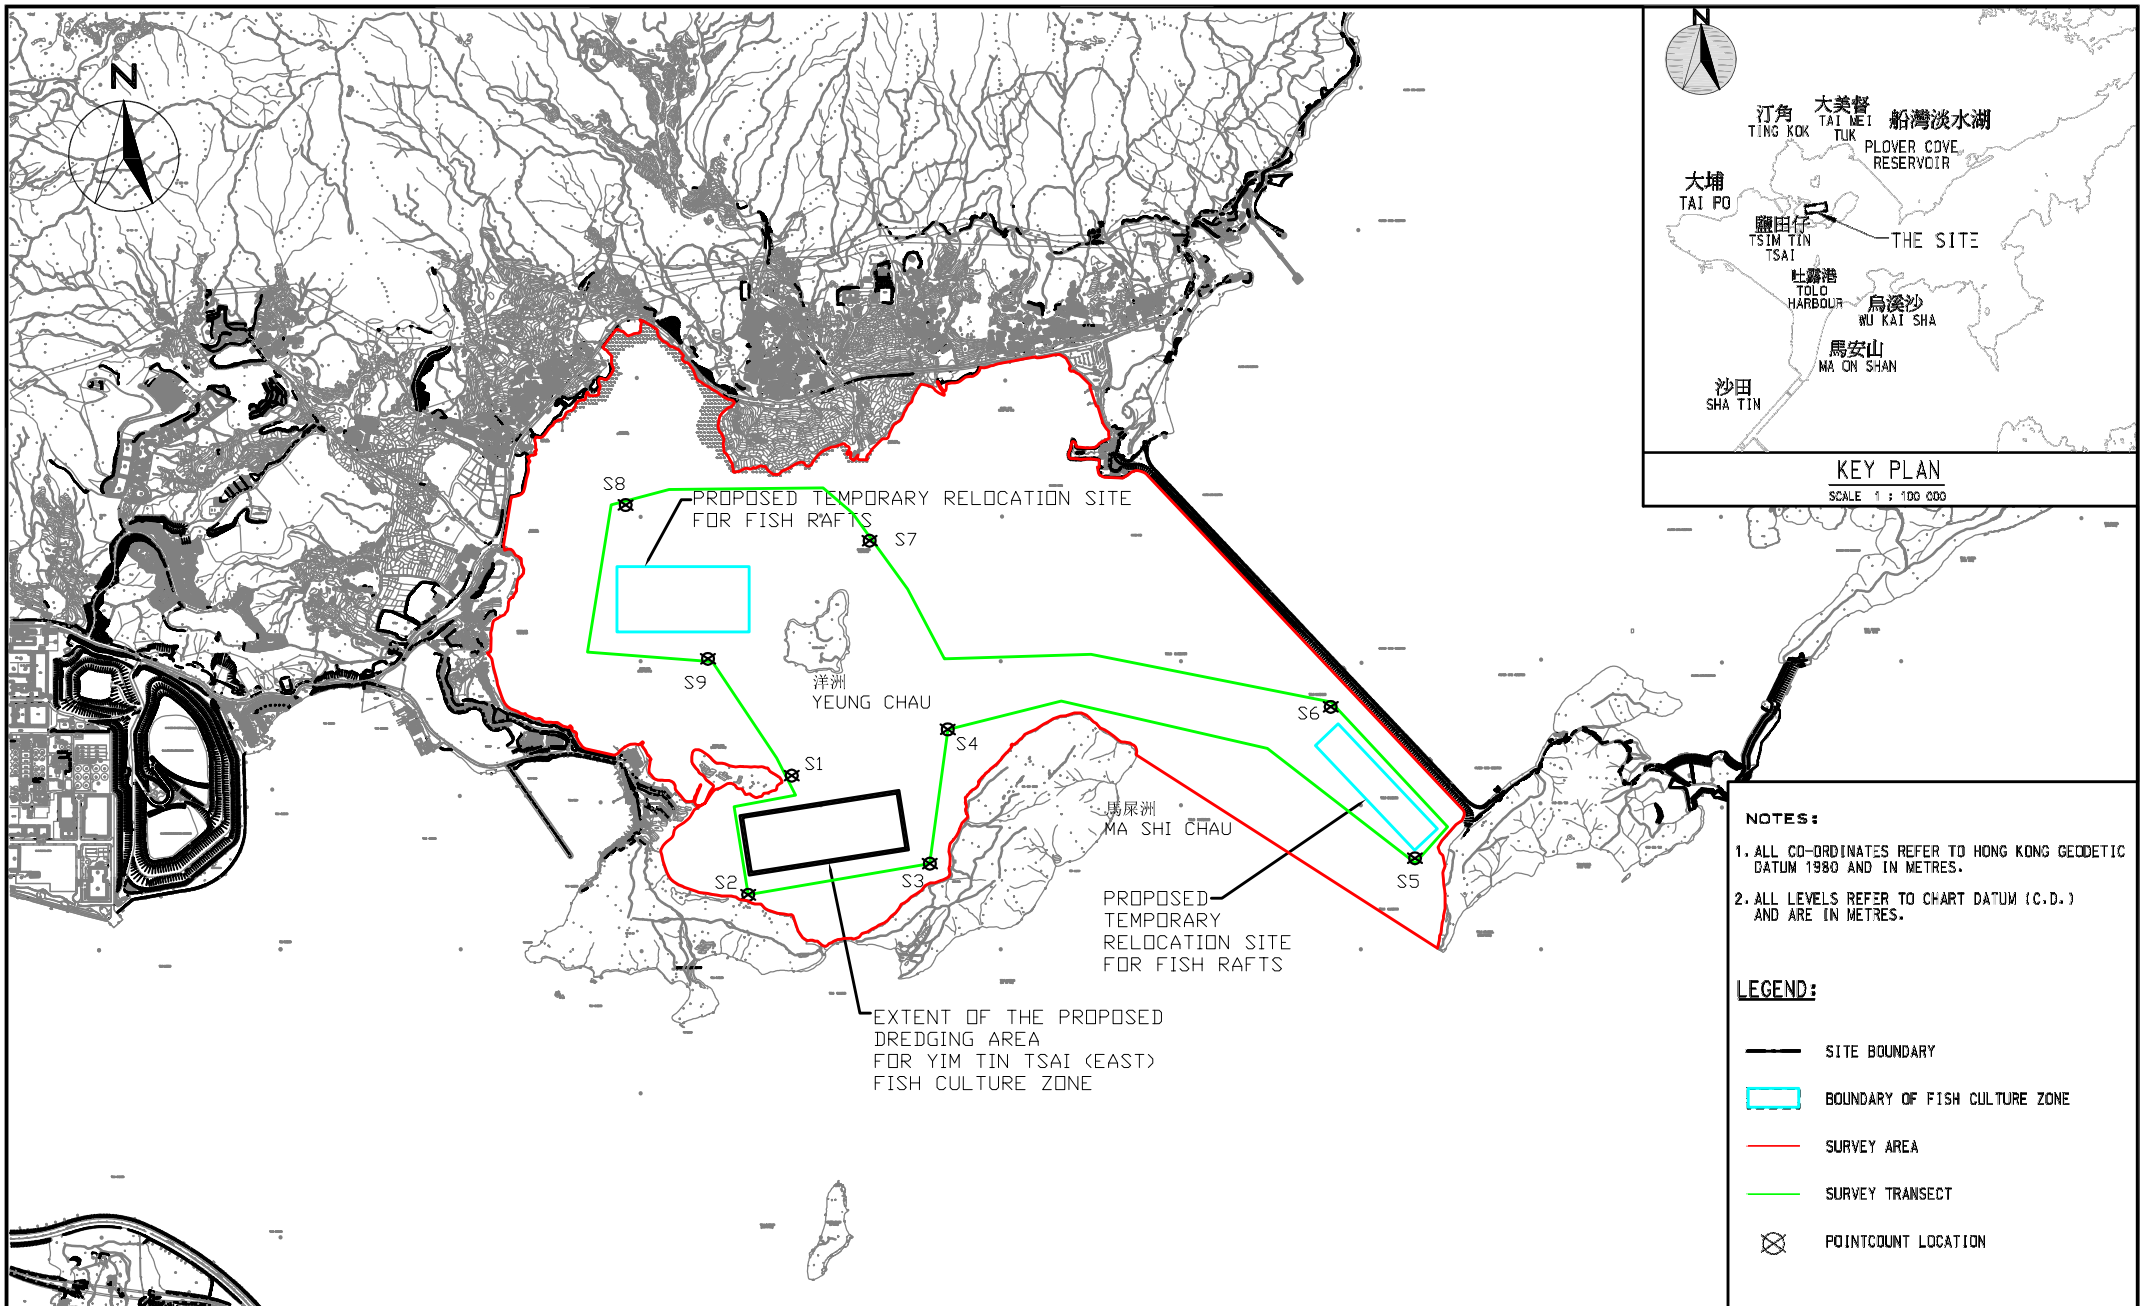 N
S8
PROPOSED TEMPORARY RELOCATION SITE
FOR FISH RAFTS
S7
S9
洋洲
YEUNG CHAU
S6
S4
S1
馬屎洲
MA SHI CHAU
S2
S3
S5
PROPOSED
TEMPORARY
RELOCATION SITE
FOR FISH RAFTS
EXTENT OF THE PROPOSED
DREDGING AREA
FOR YIM TIN TSAI (EAST)
FISH CULTURE ZONE
N
汀角
TING KOK
大美督
TAI MEI
TUK
船灣淡水湖
PLOVER COVE
RESERVOIR
大埔
TAI PO
鹽田仔
TSIM TIN
TSAI
THE SITE
吐露港
TOLO
HARBOUR
烏溪沙
WU KAI SHA
馬安山
MA ON SHAN
沙田
SHA TIN
KEY PLAN
SCALE 1 : 100 000
NOTES:
1. ALL CO-ORDINATES REFER TO HONG KONG GEODETIC
DATUM 1980 AND IN METRES.
2. ALL LEVELS REFER TO CHART DATUM (C.D.)
AND ARE IN METRES.
LEGEND:
SITE BOUNDARY
BOUNDARY OF FISH CULTURE ZONE
SURVEY AREA
SURVEY TRANSECT
POINTCOUNT LOCATION